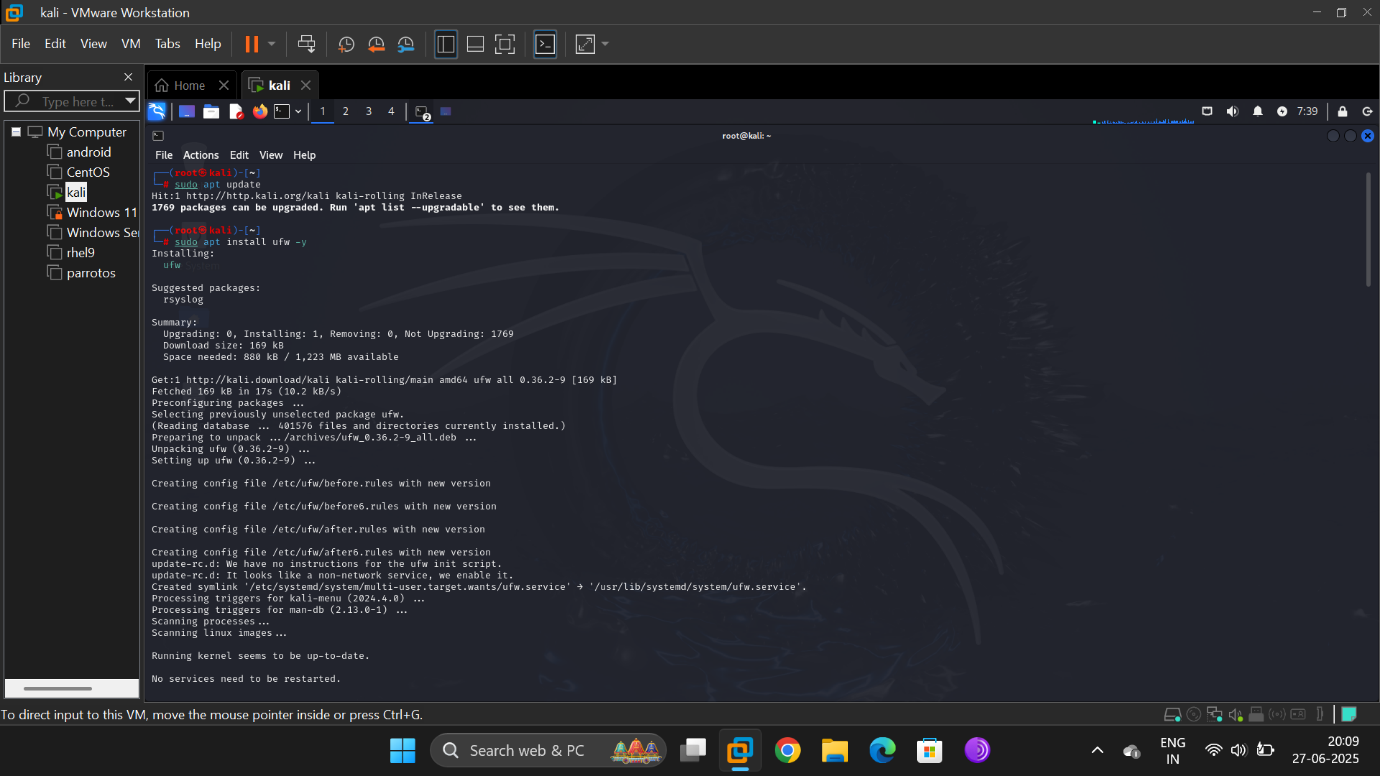 kali - VMware Workstation
File Edit View VM Tabs Help
Library
Type here t...
My Computer
android
CentOS
kali
Windows 11
Windows Se
rhel9
parrotos
Home
kali
1 2 3 4
2
7:39
root@kali: ~
File Actions Edit View Help
┌──(root㉿kali)-[~]
└─# sudo apt update
Hit:1 http://http.kali.org/kali kali-rolling InRelease
1769 packages can be upgraded. Run 'apt list --upgradable' to see them.
┌──(root㉿kali)-[~]
└─# sudo apt install ufw -y
Installing:
ufw
Suggested packages:
rsyslog
Summary:
Upgrading: 0, Installing: 1, Removing: 0, Not Upgrading: 1769
Download size: 169 kB
Space needed: 880 kB / 1,223 MB available
Get:1 http://kali.download/kali kali-rolling/main amd64 ufw all 0.36.2-9 [169 kB]
Fetched 169 kB in 17s (10.2 kB/s)
Preconfiguring packages ...
Selecting previously unselected package ufw.
(Reading database ... 401576 files and directories currently installed.)
Preparing to unpack .../archives/ufw_0.36.2-9_all.deb ...
Unpacking ufw (0.36.2-9) ...
Setting up ufw (0.36.2-9) ...
Creating config file /etc/ufw/before.rules with new version
Creating config file /etc/ufw/before6.rules with new version
Creating config file /etc/ufw/after.rules with new version
Creating config file /etc/ufw/after6.rules with new version
update-rc.d: We have no instructions for the ufw init script.
update-rc.d: It looks like a non-network service, we enable it.
Created symlink '/etc/systemd/system/multi-user.target.wants/ufw.service' → '/usr/lib/systemd/system/ufw.service'.
Processing triggers for kali-menu (2024.4.0) ...
Processing triggers for man-db (2.13.0-1) ...
Scanning processes...
Scanning linux images...
Running kernel seems to be up-to-date.
No services need to be restarted.
To direct input to this VM, move the mouse pointer inside or press Ctrl+G.
Search web & PC
ENG
IN
20:09
27-06-2025